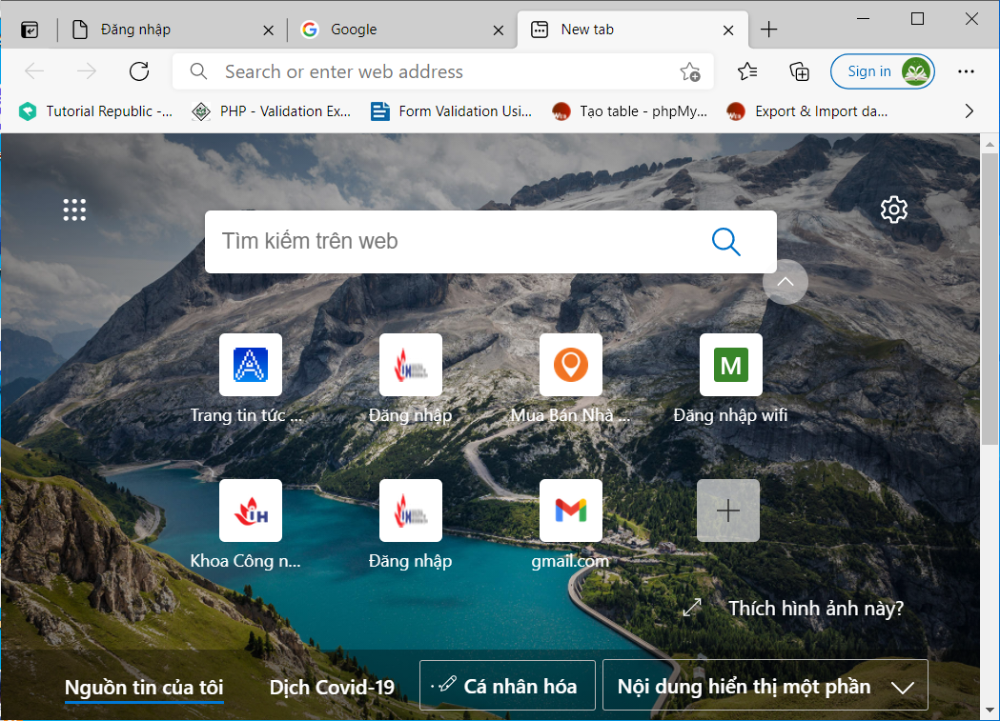 Đăng nhập
Google
New tab
Search or enter web address
Sign in
Tutorial Republic -...
PHP - Validation Ex...
Form Validation Usi...
Tạo table - phpMy...
Export & Import da...
Tìm kiếm trên web
Trang tin tức ...
Đăng nhập
Mua Bán Nhà ...
M
Đăng nhập wifi
IH
Khoa Công n...
Đăng nhập
gmail.com
Thích hình ảnh này?
Nguồn tin của tôi
Dịch Covid-19
Cá nhân hóa
Nội dung hiển thị một phần